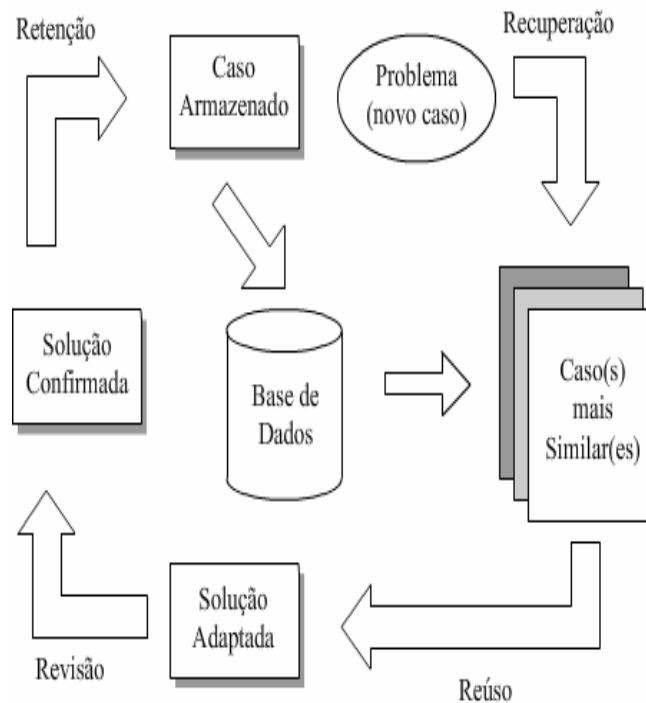 Retenção
Caso
Armazenado
Problema
(novo caso)
Recuperação
Solução
Confirmada
Base de
Dados
Caso(s)
mais
Similar(es)
Solução
Adaptada
Revisão
Reúso